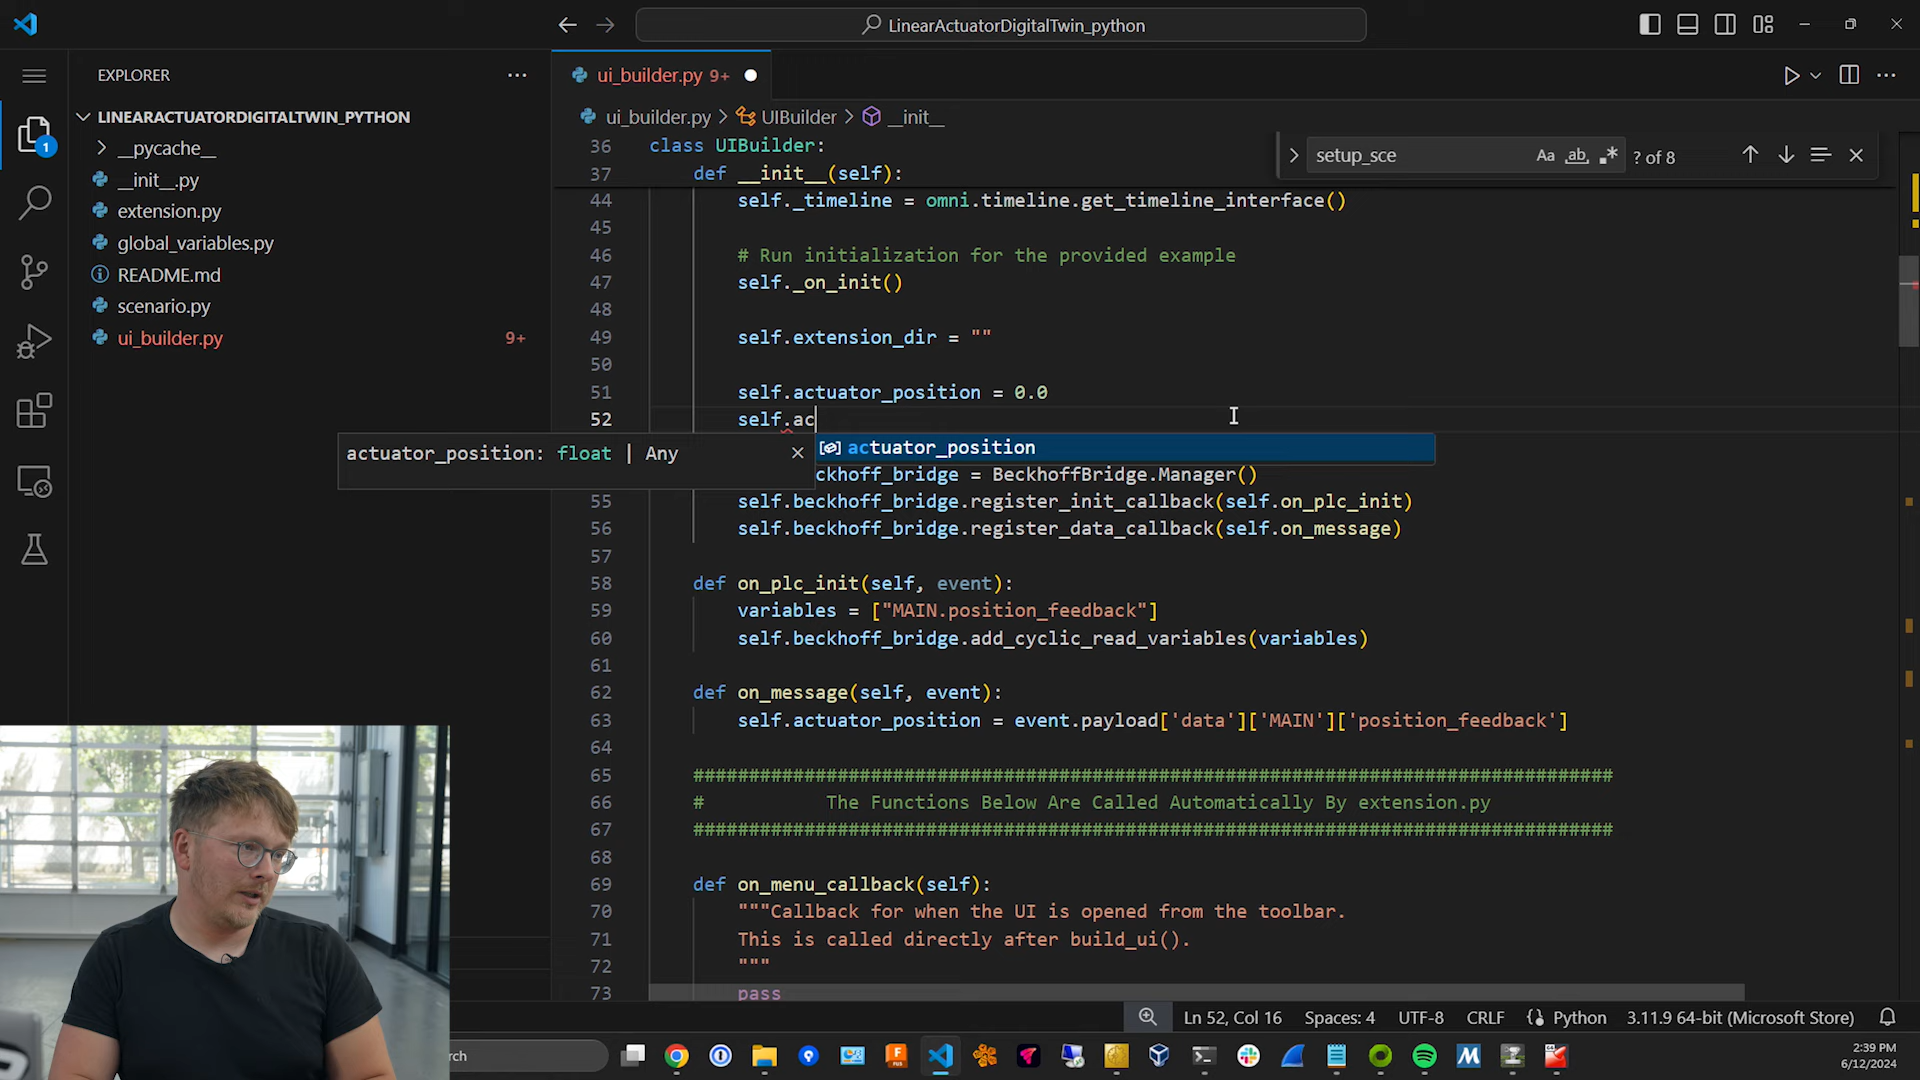 LinearActuatorDigitalTwin_python
EXPLORER
LINEARACTUATORDIGITALTWIN_PYTHON
__pycache__
__init__.py
extension.py
global_variables.py
README.md
scenario.py
ui_builder.py 9+
1
ui_builder.py 9+
ui_builder.py > UIBuilder > __init__
setup_sce
Aa ab ? of 8
36 class UIBuilder:
37 def __init__(self):
44 self._timeline = omni.timeline.get_timeline_interface()
45
46 # Run initialization for the provided example
47 self._on_init()
48
49 self.extension_dir = ""
50
51 self.actuator_position = 0.0
52 self.ac
actuator_position
actuator_position: float | Any
ckhoff_bridge = BeckhoffBridge.Manager()
55 self.beckhoff_bridge.register_init_callback(self.on_plc_init)
56 self.beckhoff_bridge.register_data_callback(self.on_message)
57
58 def on_plc_init(self, event):
59 variables = ["MAIN.position_feedback"]
60 self.beckhoff_bridge.add_cyclic_read_variables(variables)
61
62 def on_message(self, event):
63 self.actuator_position = event.payload['data']['MAIN']['position_feedback']
64
65 ###################################################################################
66 # The Functions Below Are Called Automatically By extension.py
67 ###################################################################################
68
69 def on_menu_callback(self):
70 """Callback for when the UI is opened from the toolbar.
71 This is called directly after build_ui().
72 """
73 pass
Ln 52, Col 16 Spaces: 4 UTF-8 CRLF Python 3.11.9 64-bit (Microsoft Store)
rch
2:39 PM
6/12/2024